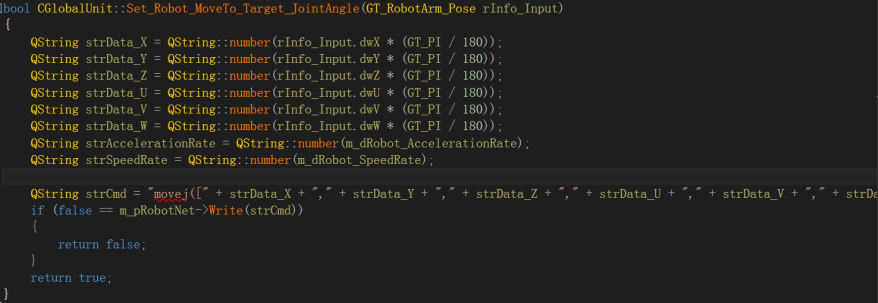 bool CGlobalUnit::Set_Robot_MoveTo_Target_JointAngle(GT_RobotArm_Pose rInfo_Input)
{
QString strData_X = QString::number(rInfo_Input.dwX * (GT_PI / 180));
QString strData_Y = QString::number(rInfo_Input.dwY * (GT_PI / 180));
QString strData_Z = QString::number(rInfo_Input.dwZ * (GT_PI / 180));
QString strData_U = QString::number(rInfo_Input.dwU * (GT_PI / 180));
QString strData_V = QString::number(rInfo_Input.dwV * (GT_PI / 180));
QString strData_W = QString::number(rInfo_Input.dwW * (GT_PI / 180));
QString strAccelerationRate = QString::number(m_dRobot_AccelerationRate);
QString strSpeedRate = QString::number(m_dRobot_SpeedRate);
QString strCmd = "movej([" + strData_X + "," + strData_Y + "," + strData_Z + "," + strData_U + "," + strData_V + "," + strDa
if (false == m_pRobotNet->Write(strCmd))
{
return false;
}
return true;
}